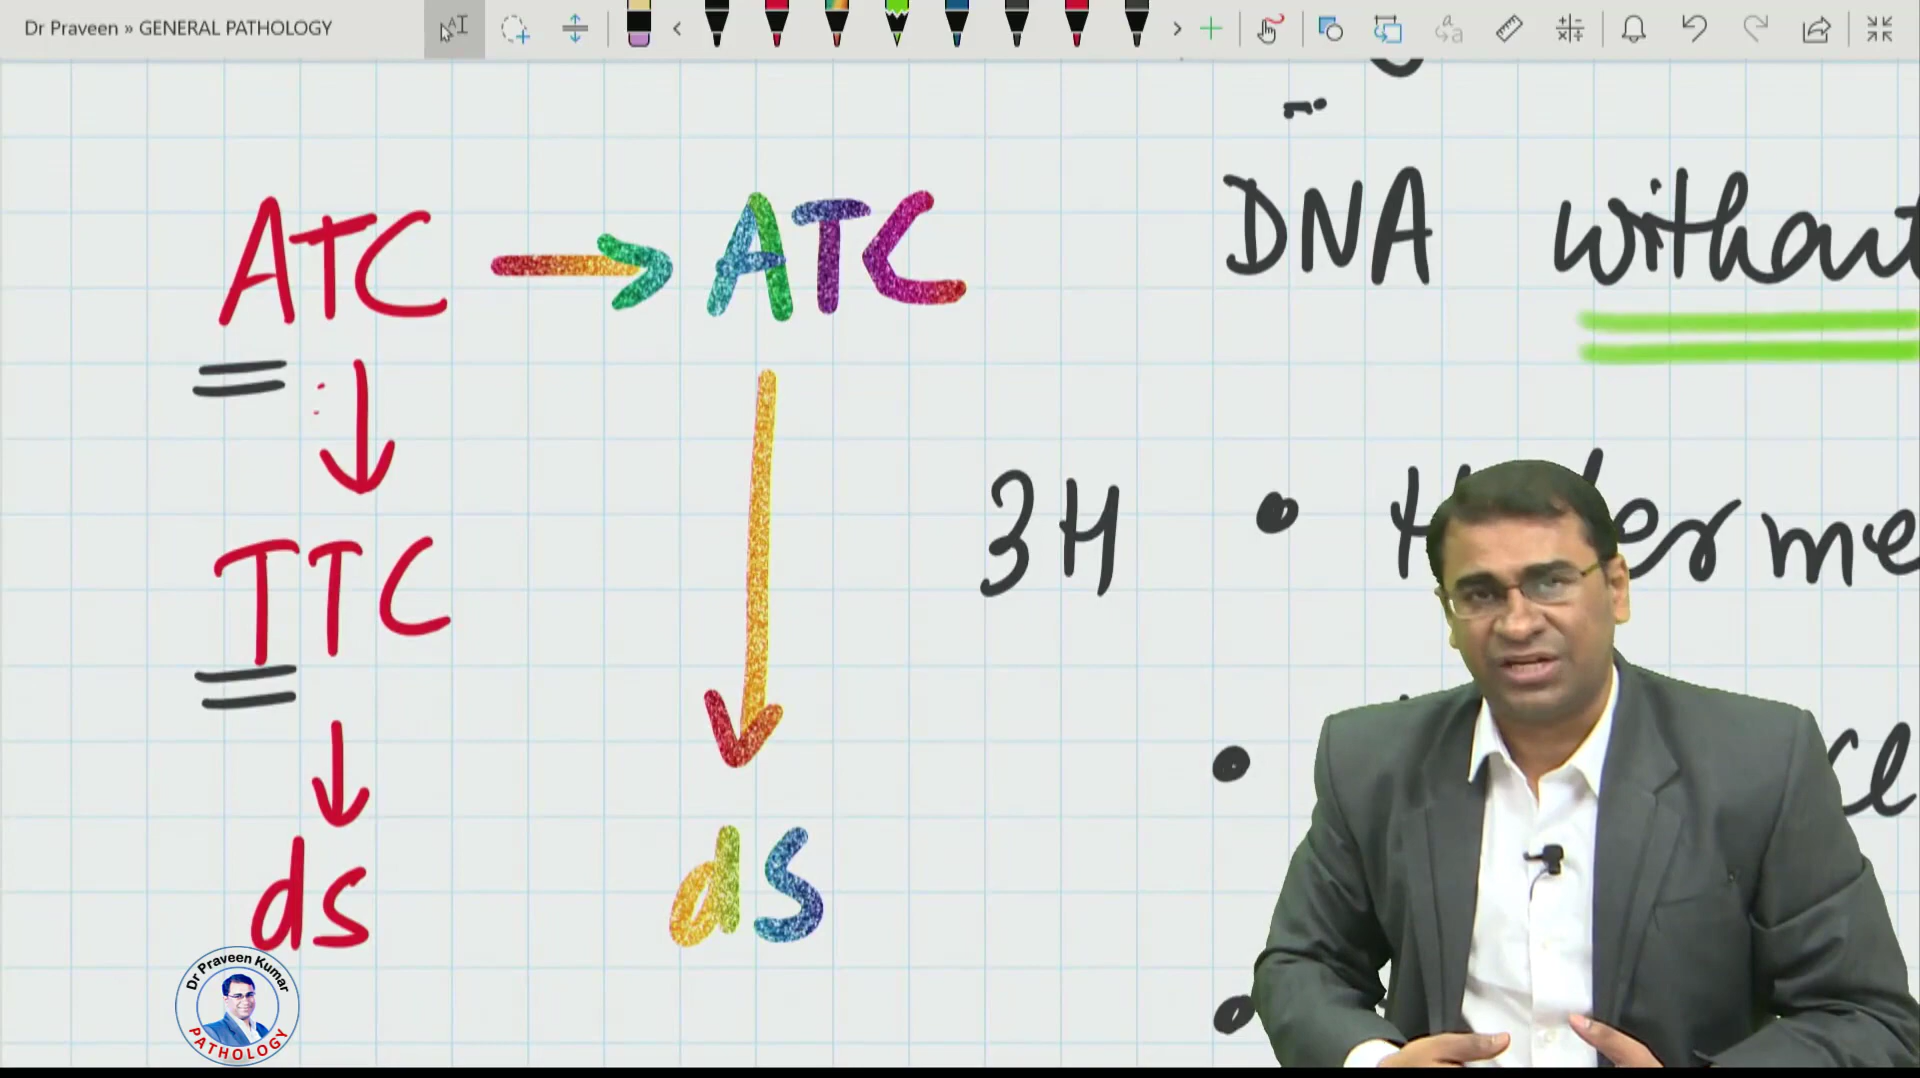 Dr Praveen » GENERAL PATHOLOGY
ATC → ATC
DNA without
3H •
↓
TTC
↓
ds
ds
Dr Praveen Kumar
PATHOLOGY